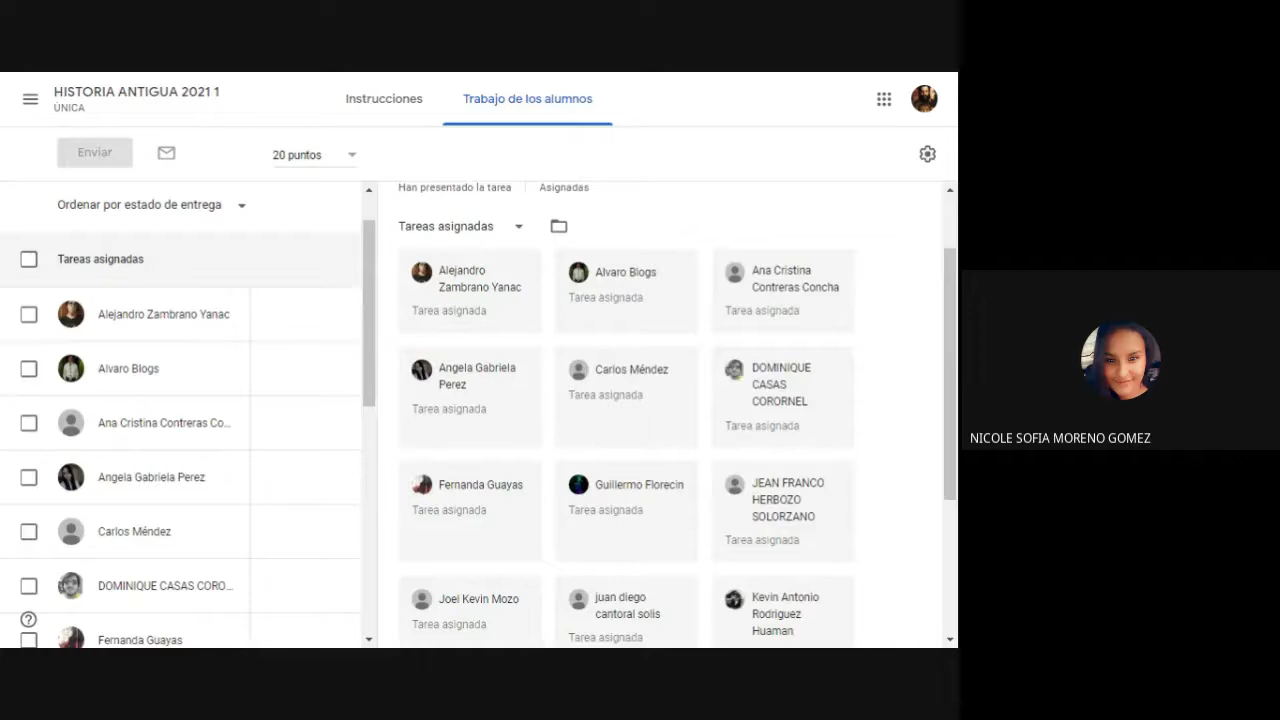 HISTORIA ANTIGUA 2021 1
ÚNICA
Instrucciones
Trabajo de los alumnos
Enviar
20 puntos
Ordenar por estado de entrega
Tareas asignadas
Alejandro Zambrano Yanac
Alvaro Blogs
Ana Cristina Contreras Co...
Angela Gabriela Perez
Carlos Méndez
DOMINIQUE CASAS CORO...
Fernanda Guayas
Han presentado la tarea
Asignadas
Tareas asignadas
Alejandro
Zambrano Yanac
Tarea asignada
Alvaro Blogs
Tarea asignada
Ana Cristina
Contreras Concha
Tarea asignada
Angela Gabriela
Perez
Tarea asignada
Carlos Méndez
Tarea asignada
DOMINIQUE
CASAS
CORORNEL
Tarea asignada
Fernanda Guayas
Tarea asignada
Guillermo Florecin
Tarea asignada
JEAN FRANCO
HERBOZO
SOLORZANO
Tarea asignada
Joel Kevin Mozo
Tarea asignada
juan diego
cantoral solis
Tarea asignada
Kevin Antonio
Rodriguez
Huaman
NICOLE SOFIA MORENO GOMEZ